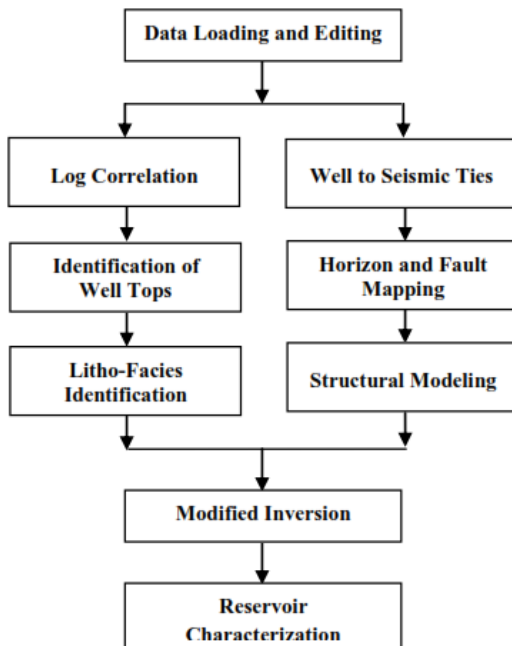 Data Loading and Editing
Log Correlation
Well to Seismic Ties
Identification of
Well Tops
Horizon and Fault
Mapping
Litho-Facies
Identification
Structural Modeling
Modified Inversion
Reservoir
Characterization